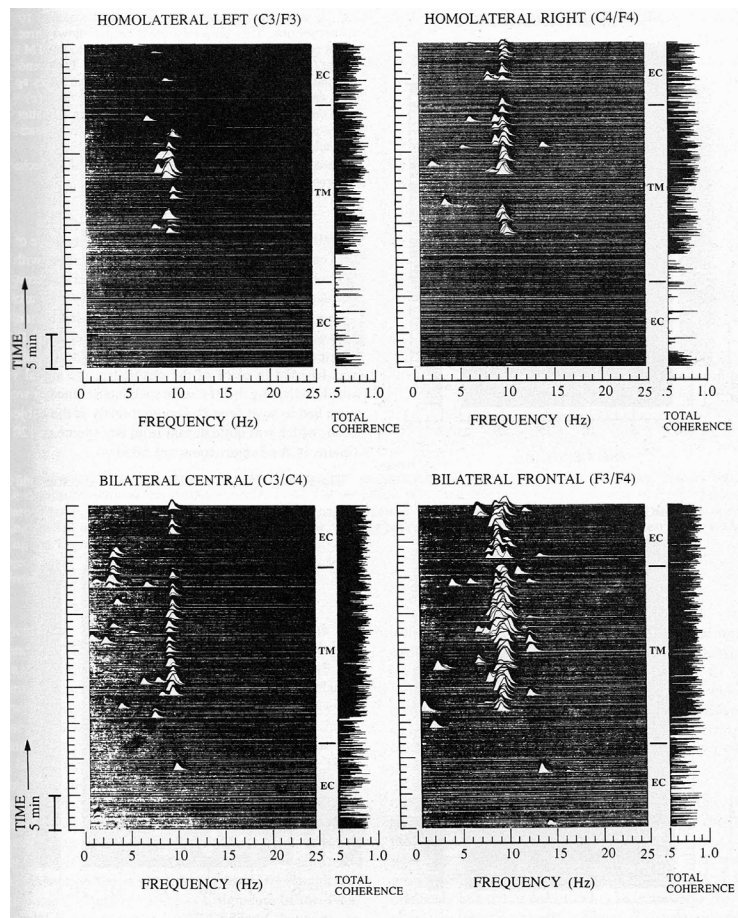 HOMOLATERAL LEFT (C3/F3)
HOMOLATERAL RIGHT (C4/F4)
EC
TM
EC
EC
TM
EC
TIME
5 min
0 5 10 15 20 25
.5 1.0
0 5 10 15 20 25
.5 1.0
FREQUENCY (Hz)
TOTAL
COHERENCE
FREQUENCY (Hz)
TOTAL
COHERENCE
BILATERAL CENTRAL (C3/C4)
BILATERAL FRONTAL (F3/F4)
EC
TM
EC
EC
TM
EC
TIME
5 min
0 5 10 15 20 25
.5 1.0
0 5 10 15 20 25
.5 1.0
FREQUENCY (Hz)
TOTAL
COHERENCE
FREQUENCY (Hz)
TOTAL
COHERENCE